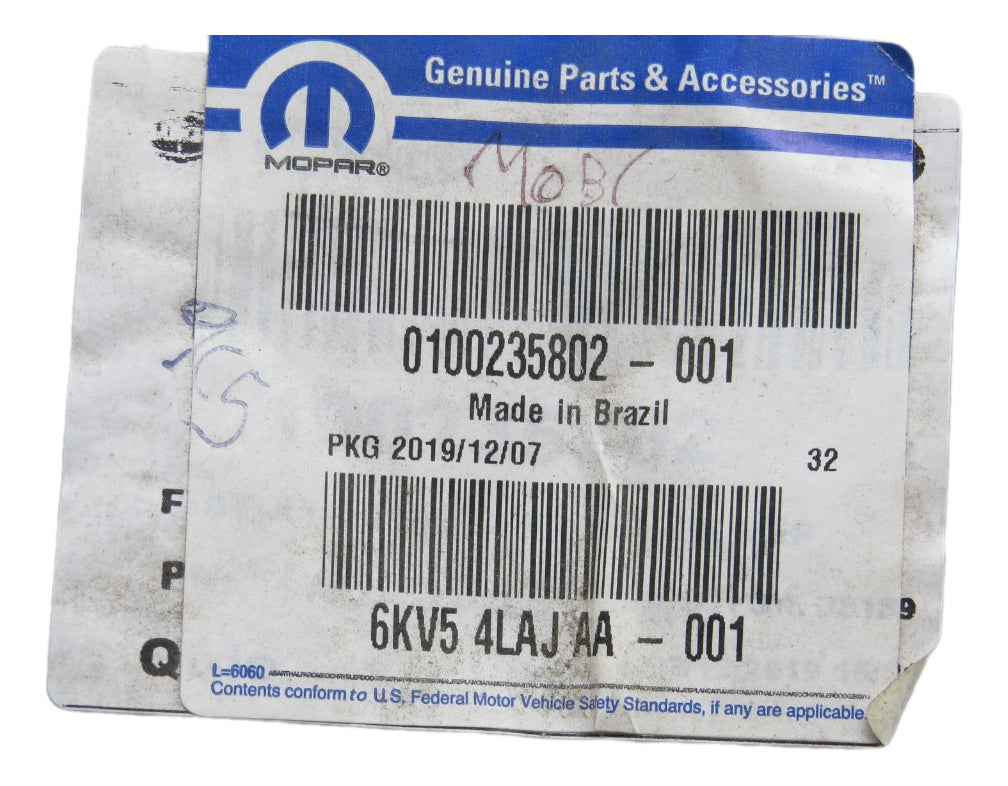 Genuine Parts & Accessories™
MOPAR®
0100235802 - 001
Made in Brazil
PKG 2019/12/07
32
6KV5 4LAJ AA - 001
F
P
Q
9
L=6060
Contents conform to U.S. Federal Motor Vehicle Safety Standards, if any are applicable.